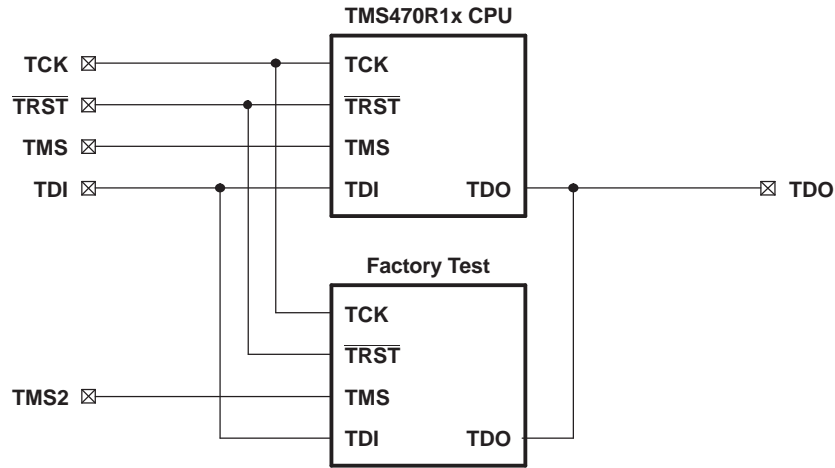 TMS470R1x CPU
TCK
TCK
TRST
TRST
TMS
TMS
TDI
TDI TDO
TDO
Factory Test
TCK
TRST
TMS2
TMS
TDI TDO